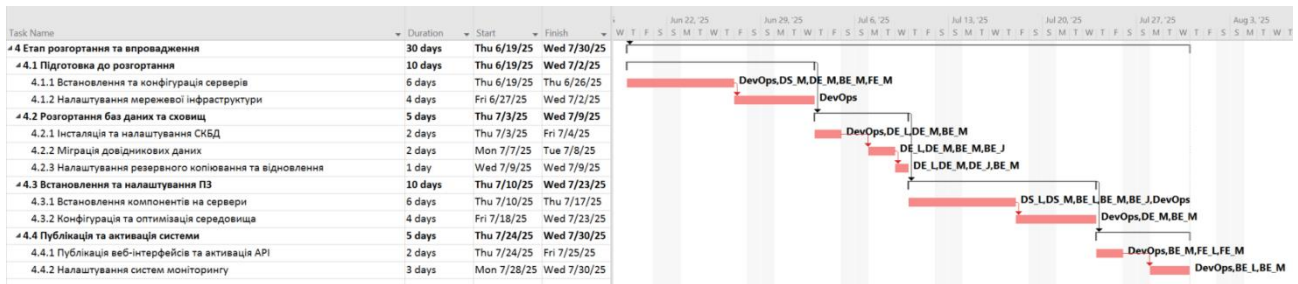 Jun 22, '25 Jun 29, '25 Jul 6, '25 Jul 13, '25 Jul 20, '25 Jul 27, '25 Aug 3, '25
Task Name Duration Start Finish W T F S S M T W T F S S M T W T F S S M T W T F S S M T W T F S S M T W T F S S M T W T F S S M T W T
4 Етап розгортання та впровадження 30 days Thu 6/19/25 Wed 7/30/25
4.1 Підготовка до розгортання 10 days Thu 6/19/25 Wed 7/2/25
4.1.1 Встановлення та конфігурація серверів 6 days Thu 6/19/25 Thu 6/26/25 DevOps,DS_M,DE_M,BE_M,FE_M
4.1.2 Налаштування мережевої інфраструктури 4 days Fri 6/27/25 Wed 7/2/25 DevOps
4.2 Розгортання баз даних та сховищ 5 days Thu 7/3/25 Wed 7/9/25
4.2.1 Інсталяція та налаштування СКБД 2 days Thu 7/3/25 Fri 7/4/25 DevOps,DE_L,DE_M,BE_M
4.2.2 Міграція довідникових даних 2 days Mon 7/7/25 Tue 7/8/25 DE_L,DE_M,BE_M,BE_J
4.2.3 Налаштування резервного копіювання та відновлення 1 day Wed 7/9/25 Wed 7/9/25 DE_L,DE_M,DE_J,BE_M
4.3 Встановлення та налаштування ПЗ 10 days Thu 7/10/25 Wed 7/23/25
4.3.1 Встановлення компонентів на сервери 6 days Thu 7/10/25 Thu 7/17/25 DS_L,DS_M,BE_L,BE_M,BE_J,DevOps
4.3.2 Конфігурація та оптимізація середовища 4 days Fri 7/18/25 Wed 7/23/25 DevOps,DE_M,BE_M
4.4 Публікація та активація системи 5 days Thu 7/24/25 Wed 7/30/25
4.4.1 Публікація веб-інтерфейсів та активація API 2 days Thu 7/24/25 Fri 7/25/25 DevOps,BE_M,FE_L,FE_M
4.4.2 Налаштування систем моніторингу 3 days Mon 7/28/25 Wed 7/30/25 DevOps,BE_L,BE_M